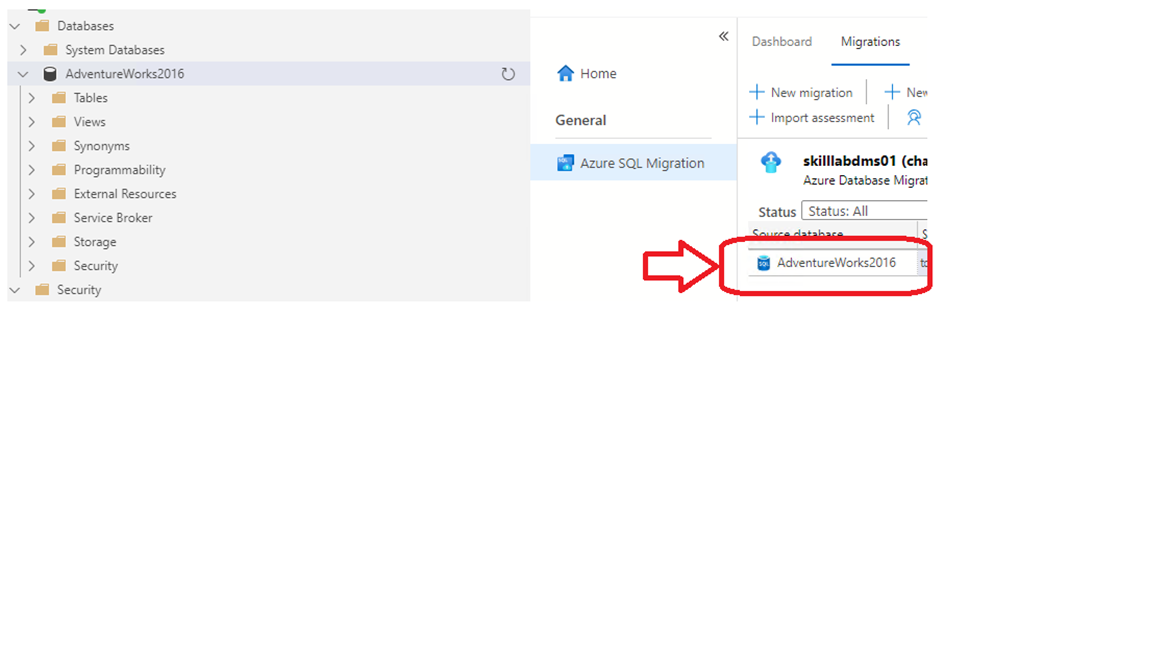 Databases
System Databases
AdventureWorks2016
Tables
Views
Synonyms
Programmability
External Resources
Service Broker
Storage
Security
Security
Home
General
Azure SQL Migration
Dashboard Migrations
New migration New
Import assessment
skilllabdms01 (cha
Azure Database Migrat
Status Status: All
Source database S
AdventureWorks2016 to